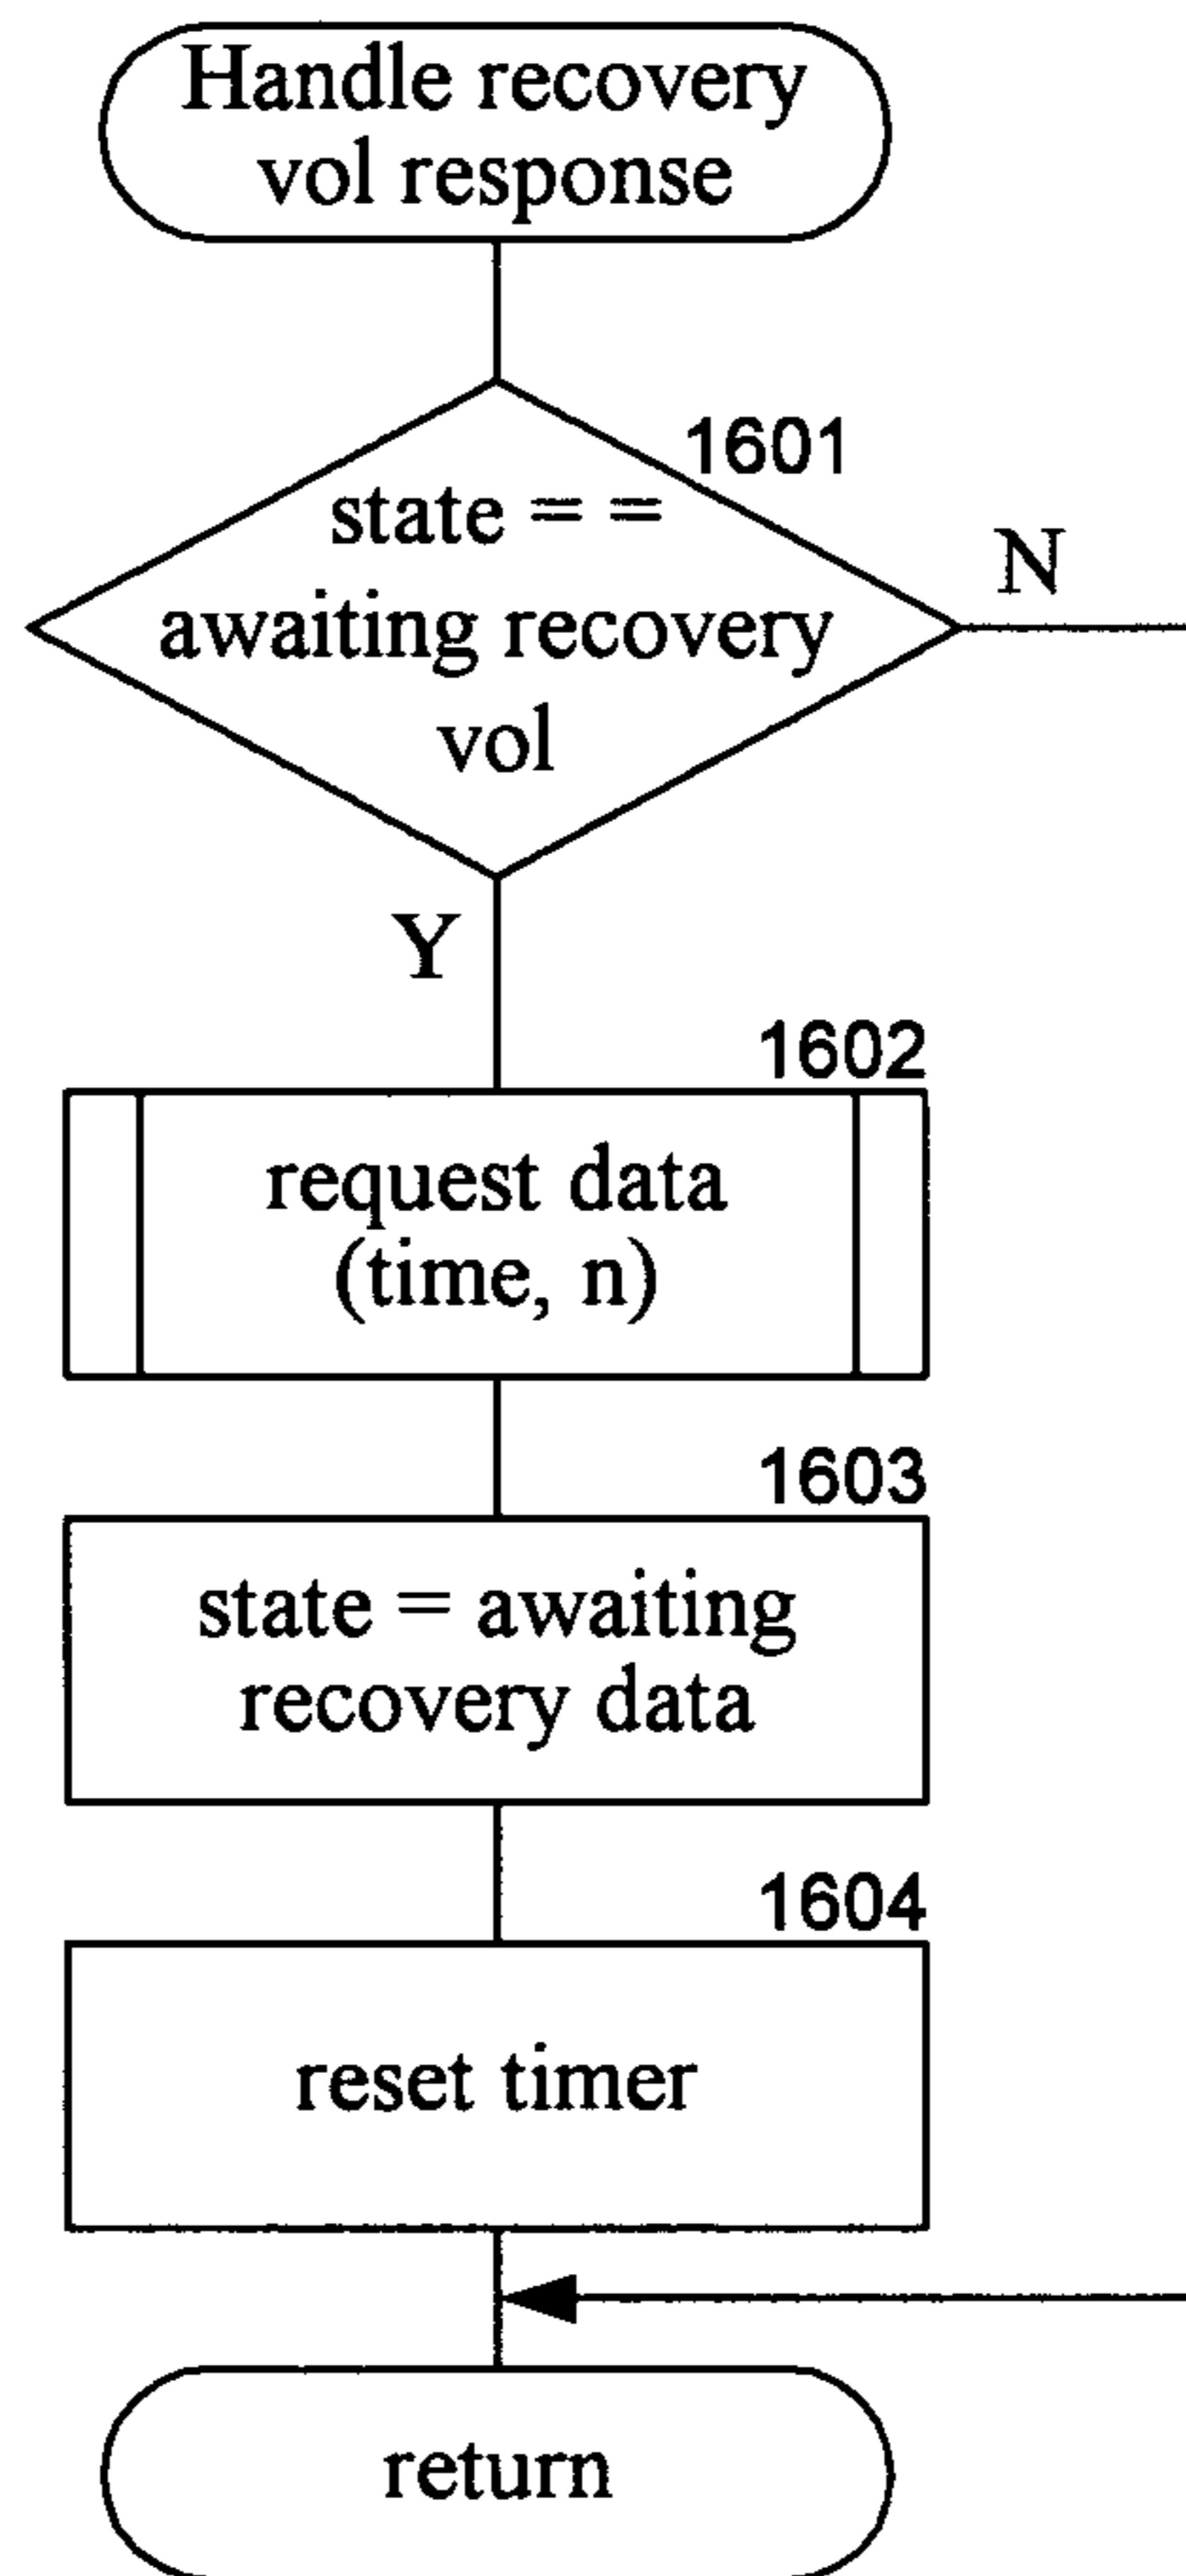 Handle recovery
vol response
1601
state = =
awaiting recovery
vol
N
Y
1602
request data
(time, n)
1603
state = awaiting
recovery data
1604
reset timer
return